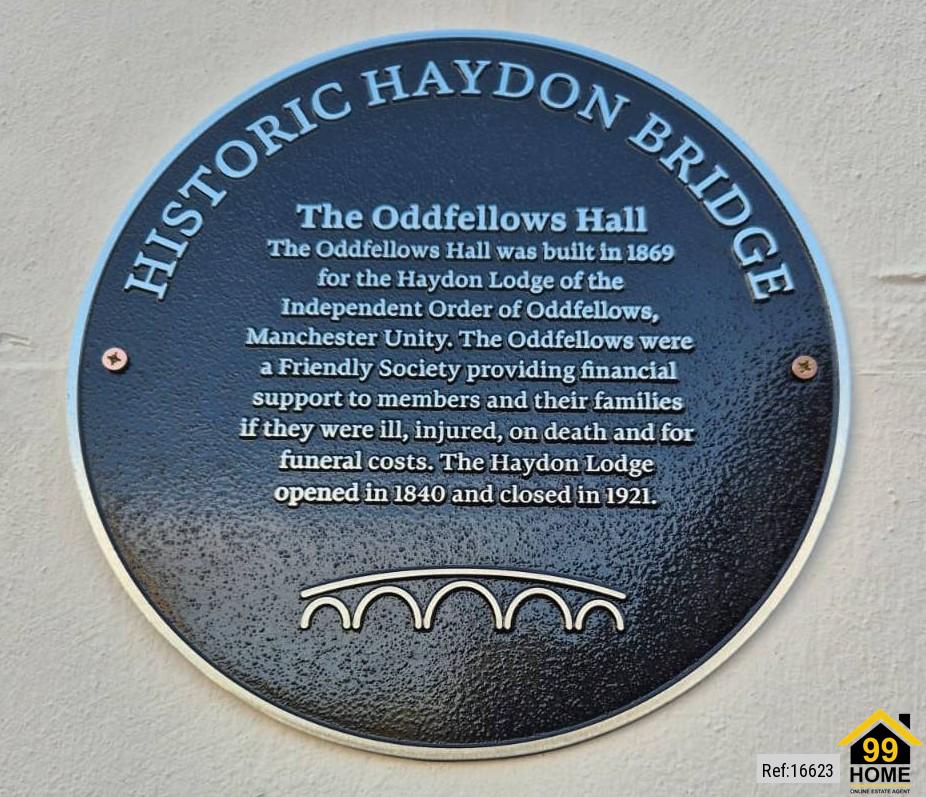 HISTORIC HAYDON BRIDGE
The Oddfellows Hall
The Oddfellows Hall was built in 1869
for the Haydon Lodge of the
Independent Order of Oddfellows,
Manchester Unity. The Oddfellows were
a Friendly Society providing financial
support to members and their families
if they were ill, injured, on death and for
funeral costs. The Haydon Lodge
opened in 1840 and closed in 1921.
Ref:16623
99
HOME
ONLINE ESTATE AGENT